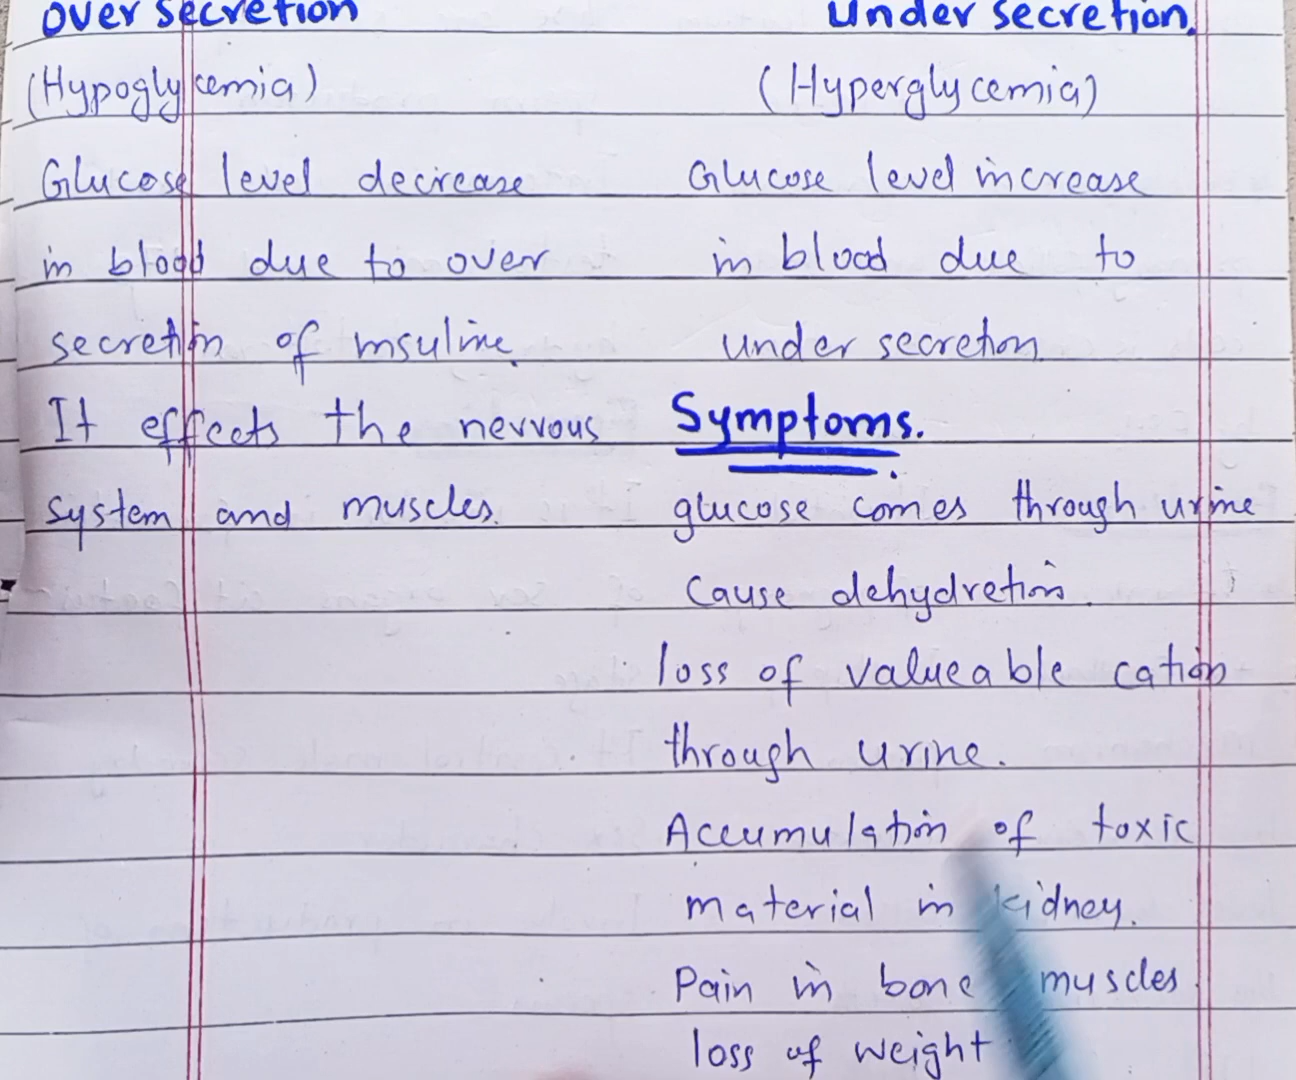 over secretion
(Hypoglycemia)
Glucose level decrease
in blood due to over
secretin of insuline.
It effects the nervous
system and muscles.
Under secretion.
(Hyperglycemia)
Glucose level increase
in blood due to
under secretion.
Symptoms.
glucose comes through urine
Cause dehydretion.
loss of valueable cation
through urine.
Accumulation of toxic
material in kidney.
Pain in bone muscles
loss of weight